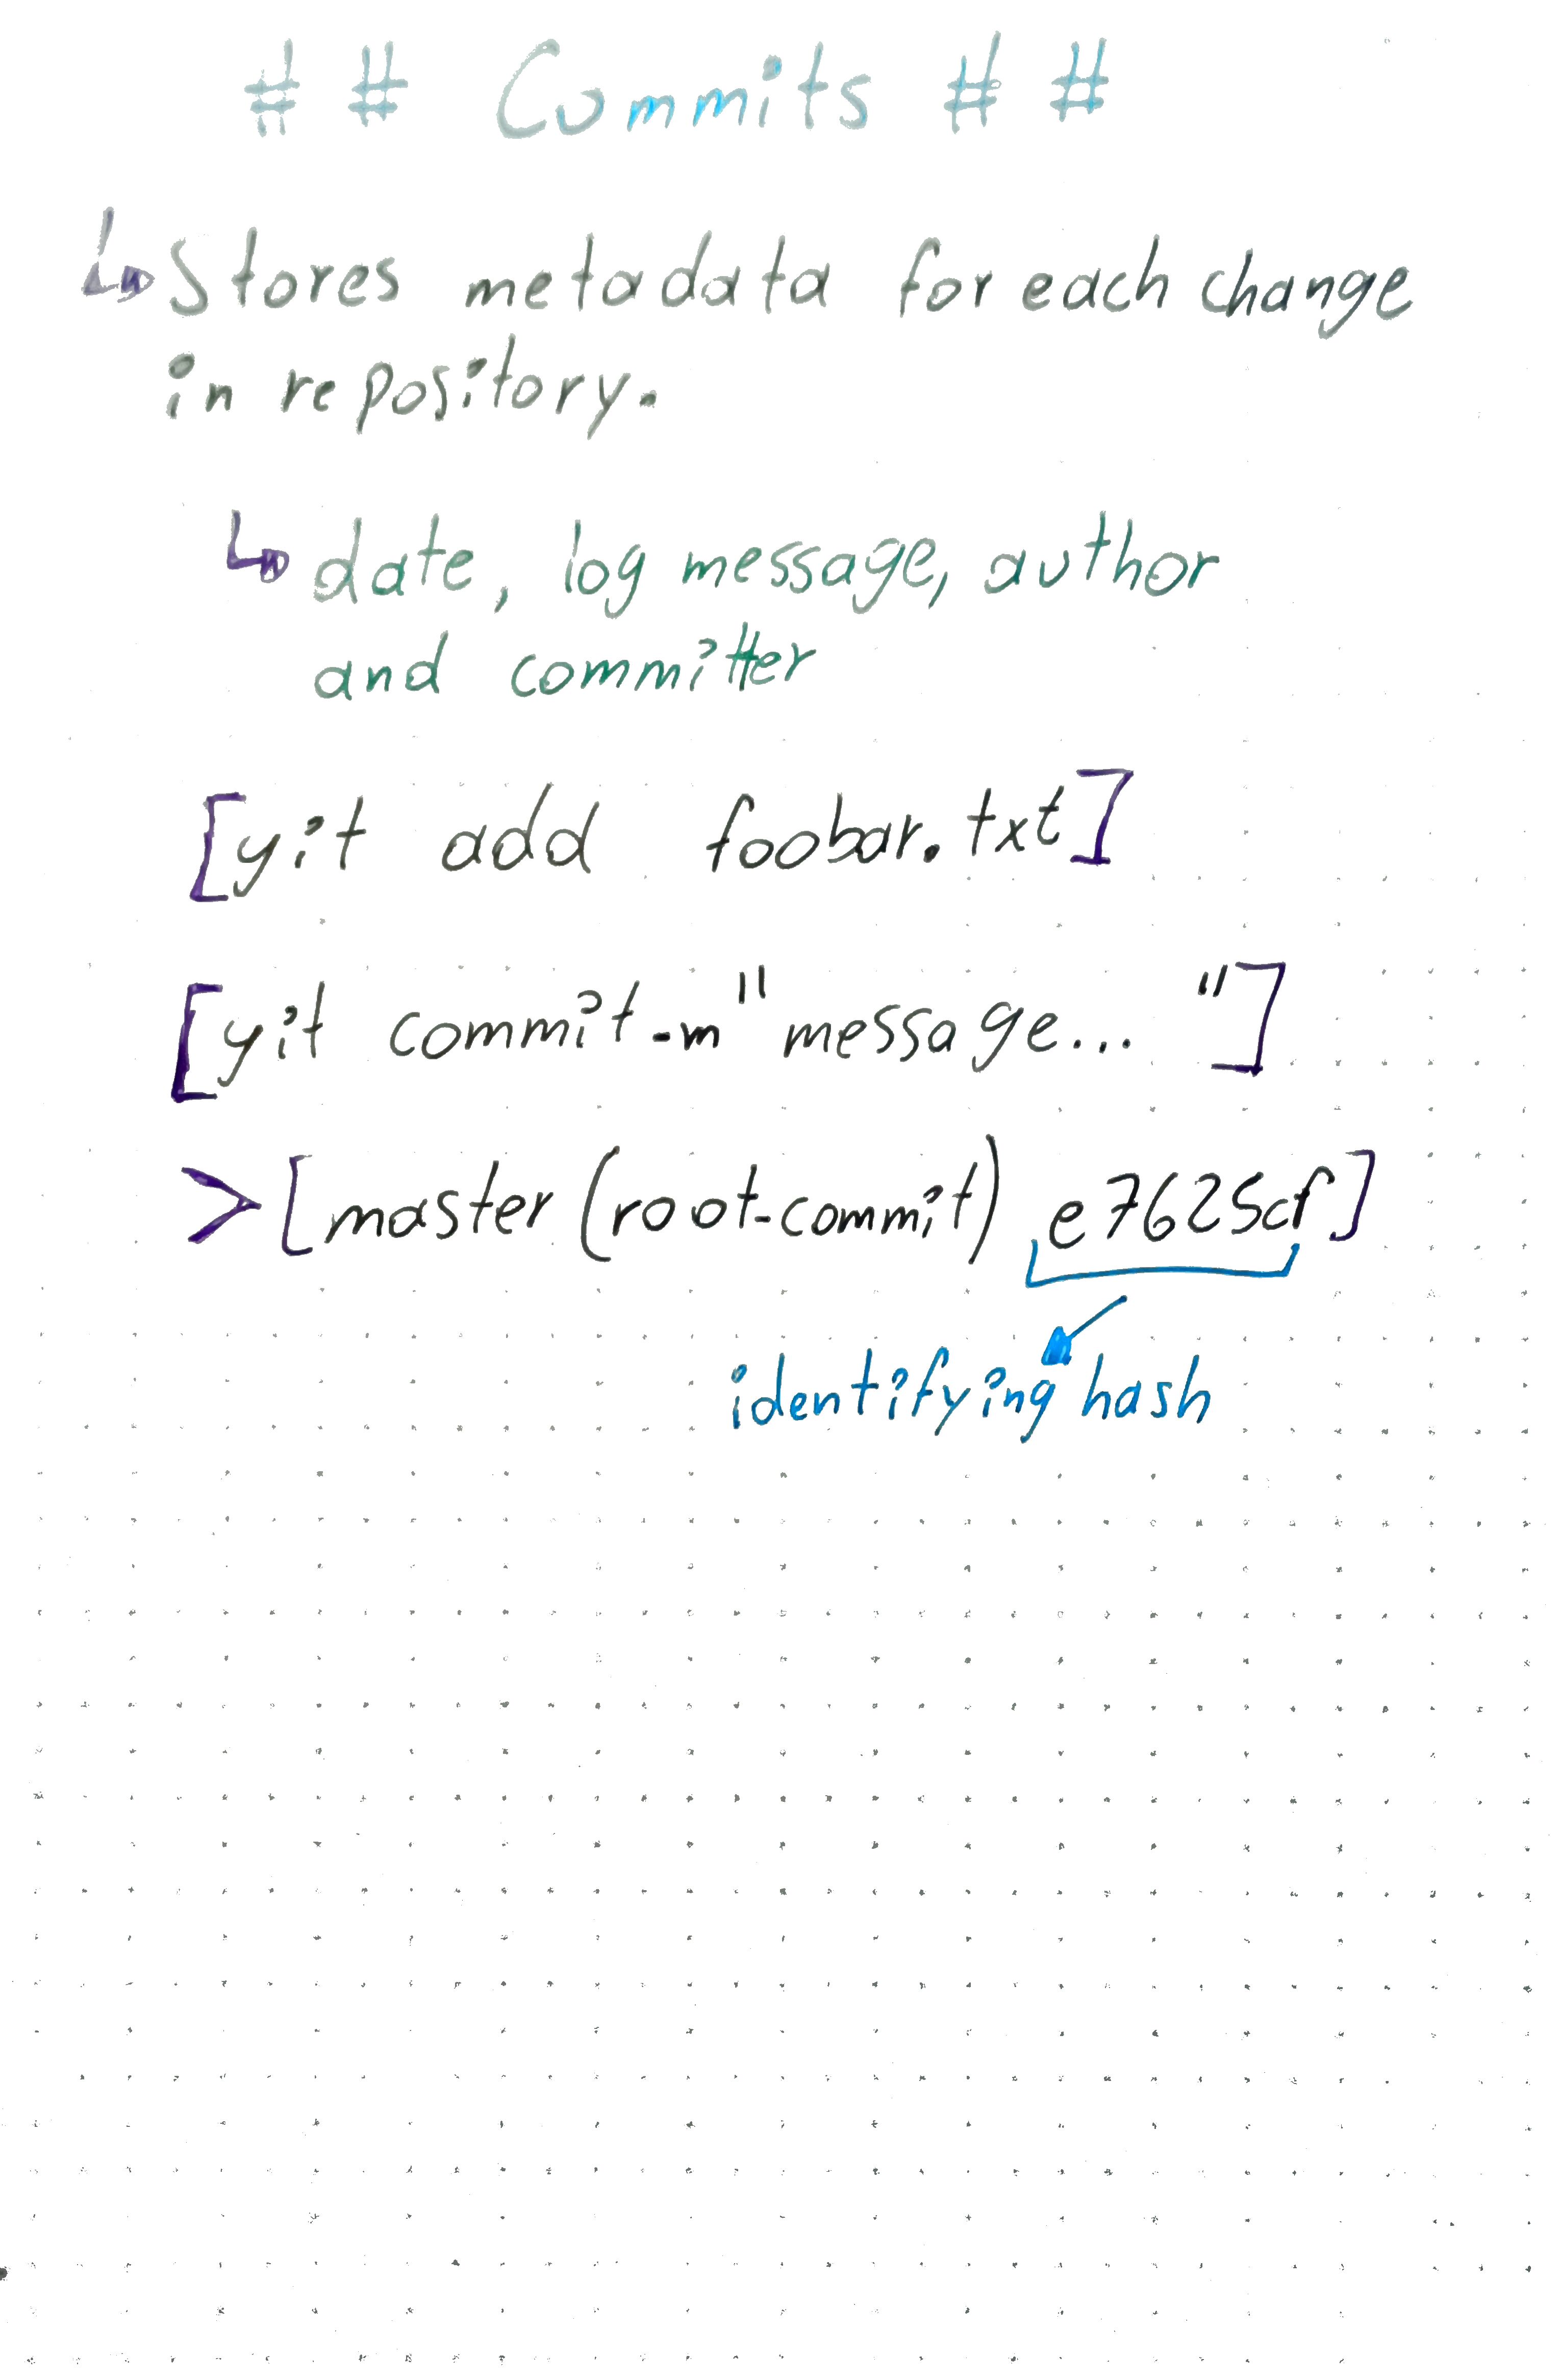 # # Commits # #
Stores metadata for each change
in repository.
date, log message, author
and committer
[git add foobar.txt]
[git commit -m "message... "]
>[master (root-commit) e7625cf]
identifying hash